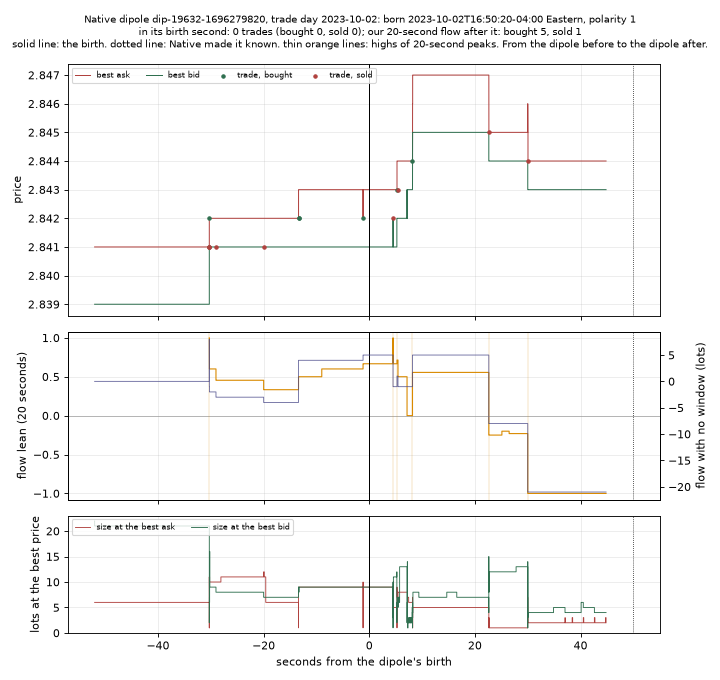 Native dipole dip-19632-1696279820, trade day 2023-10-02: born 2023-10-02T16:50:20-04:00 Eastern, polarity 1
in its birth second: 0 trades (bought 0, sold 0); our 20-second flow after it: bought 5, sold 1
solid line: the birth. dotted line: Native made it known. thin orange lines: highs of 20-second peaks. From the dipole before to the dipole after.
best ask
best bid
trade, bought
trade, sold
2.847
2.846
2.845
2.844
2.843
2.842
2.841
2.840
2.839
price
1.0
0.5
0.0
−0.5
−1.0
flow lean (20 seconds)
5
0
−5
−10
−15
−20
flow with no window (lots)
size at the best ask
size at the best bid
20
15
10
5
0
lots at the best price
−40
−20
0
20
40
seconds from the dipole's birth